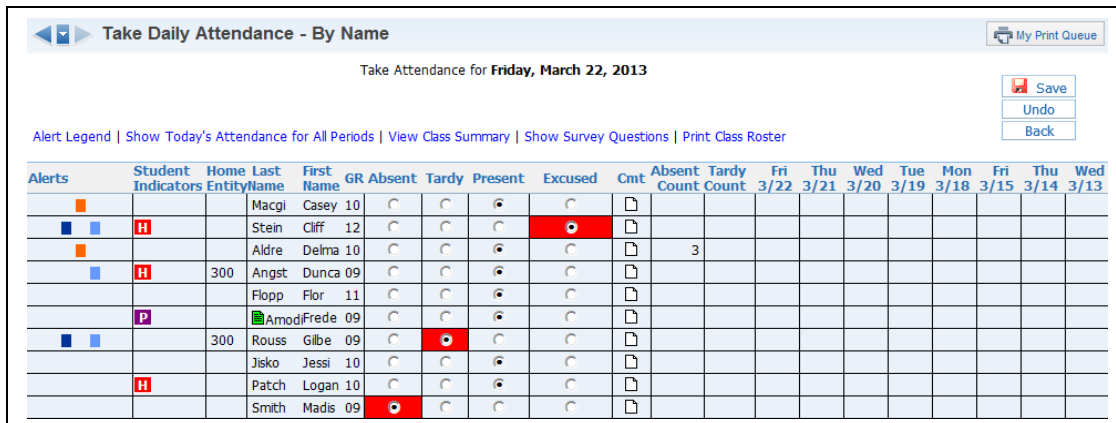 Take Daily Attendance - By Name
My Print Queue
Take Attendance for Friday, March 22, 2013
Save
Undo
Back
Alert Legend | Show Today's Attendance for All Periods | View Class Summary | Show Survey Questions | Print Class Roster
Alerts Student Indicators Home Entity Last Name First Name GR Absent Tardy Present Excused Cmt Absent Count Tardy Count Fri 3/22 Thu 3/21 Wed 3/20 Tue 3/19 Mon 3/18 Fri 3/15 Thu 3/14 Wed 3/13
Macgi Casey 10
H Stein Cliff 12
Aldre Delma 10 3
H 300 Angst Dunca 09
Flopp Flor 11
P Amodi Frede 09
300 Rouss Gilbe 09
Jisko Jessi 10
H Patch Logan 10
Smith Madis 09